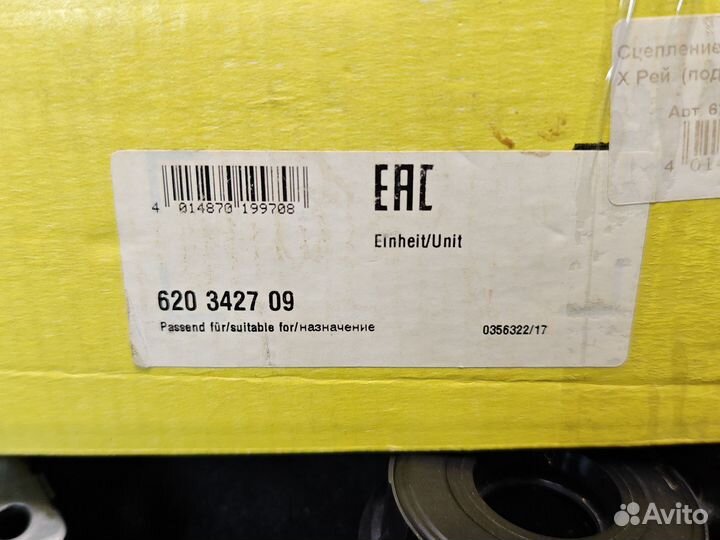 Сцепление
Х Рей (под
Арт. 6
4 01
4 014870 199708
EAC
Einheit/Unit
620 3427 09
Passend für/suitable for/назначение
0356322/17
Avito